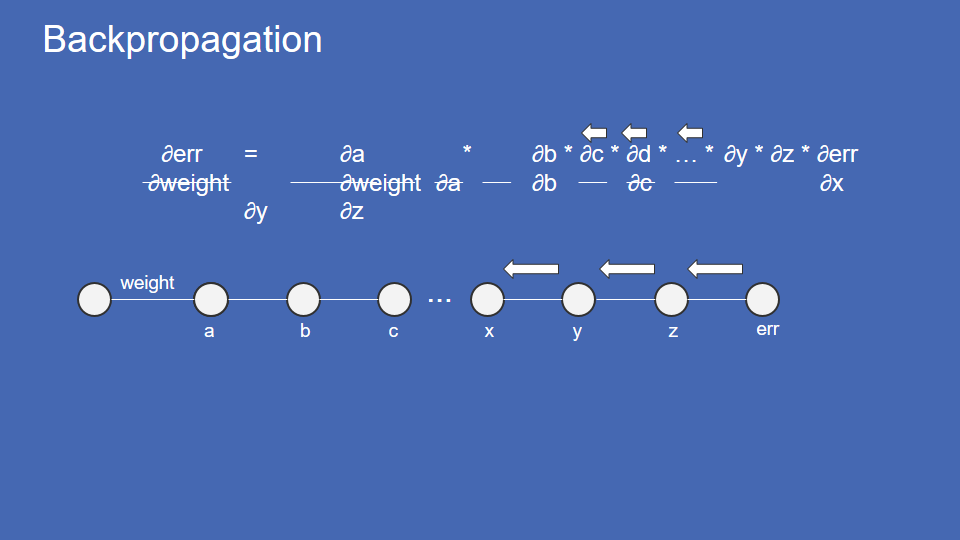 Backpropagation
∂err = ∂a * ∂b * ∂c * ∂d * … * ∂y * ∂z * ∂err
∂weight ∂weight ∂a ∂b ∂c ∂x
∂y ∂z
weight
…
a b c x y z err